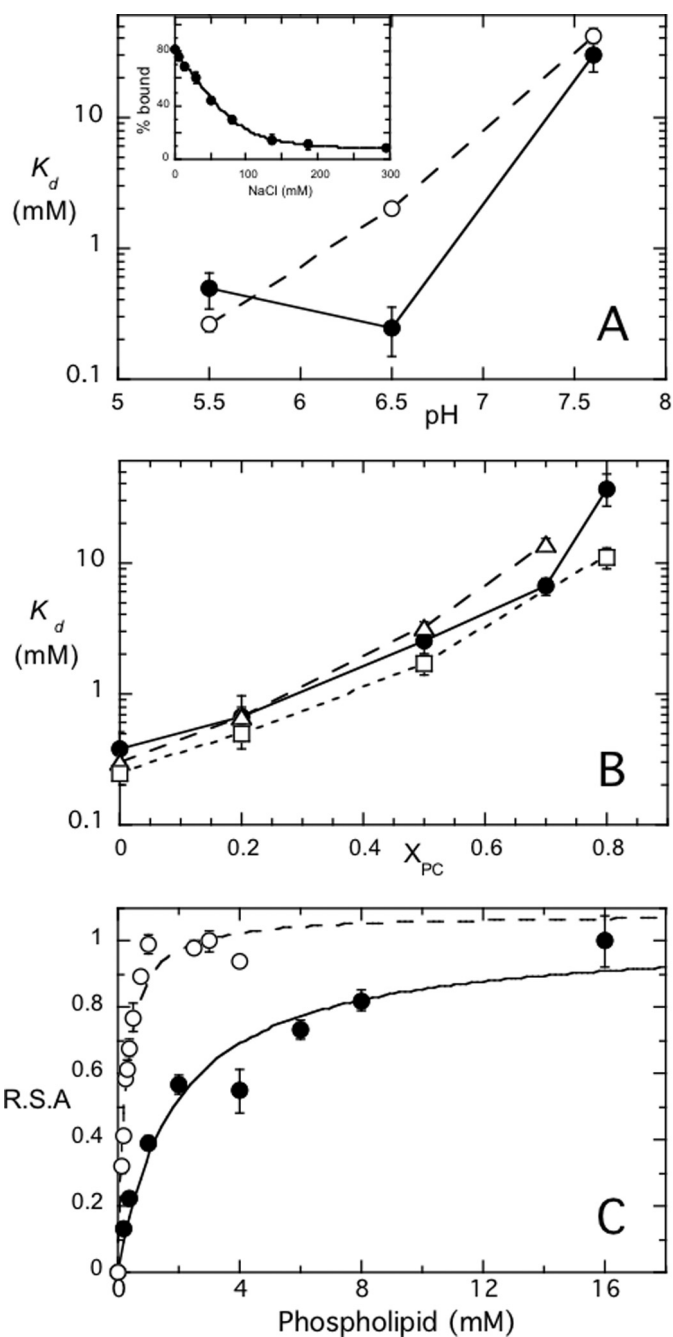 80
40
0
% bound
0 100 200 300
NaCl (mM)
10
1
0.1
K_d
(mM)
A
5 5.5 6 6.5 7 7.5 8
pH
10
1
0.1
K_d
(mM)
B
0 0.2 0.4 0.6 0.8
X_PC
1
0.8
0.6
0.4
0.2
0
R.S.A
C
0 4 8 12 16
Phospholipid (mM)